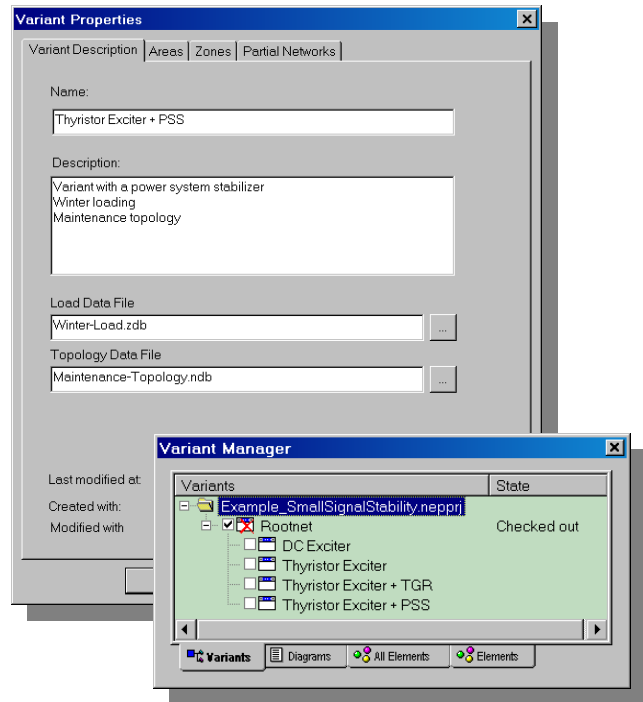 Variant Properties
Variant Description Areas Zones Partial Networks
Name:
Thyristor Exciter + PSS
Description:
Variant with a power system stabilizer
Winter loading
Maintenance topology
Load Data File
Winter-Load.zdb
...
Topology Data File
Maintenance-Topology.ndb
...
Last modified at:
Created with:
Modified with
Variant Manager
Variants State
Example_SmallSignalStability.nepprj
Rootnet Checked out
DC Exciter
Thyristor Exciter
Thyristor Exciter + TGR
Thyristor Exciter + PSS
Variants Diagrams All Elements Elements